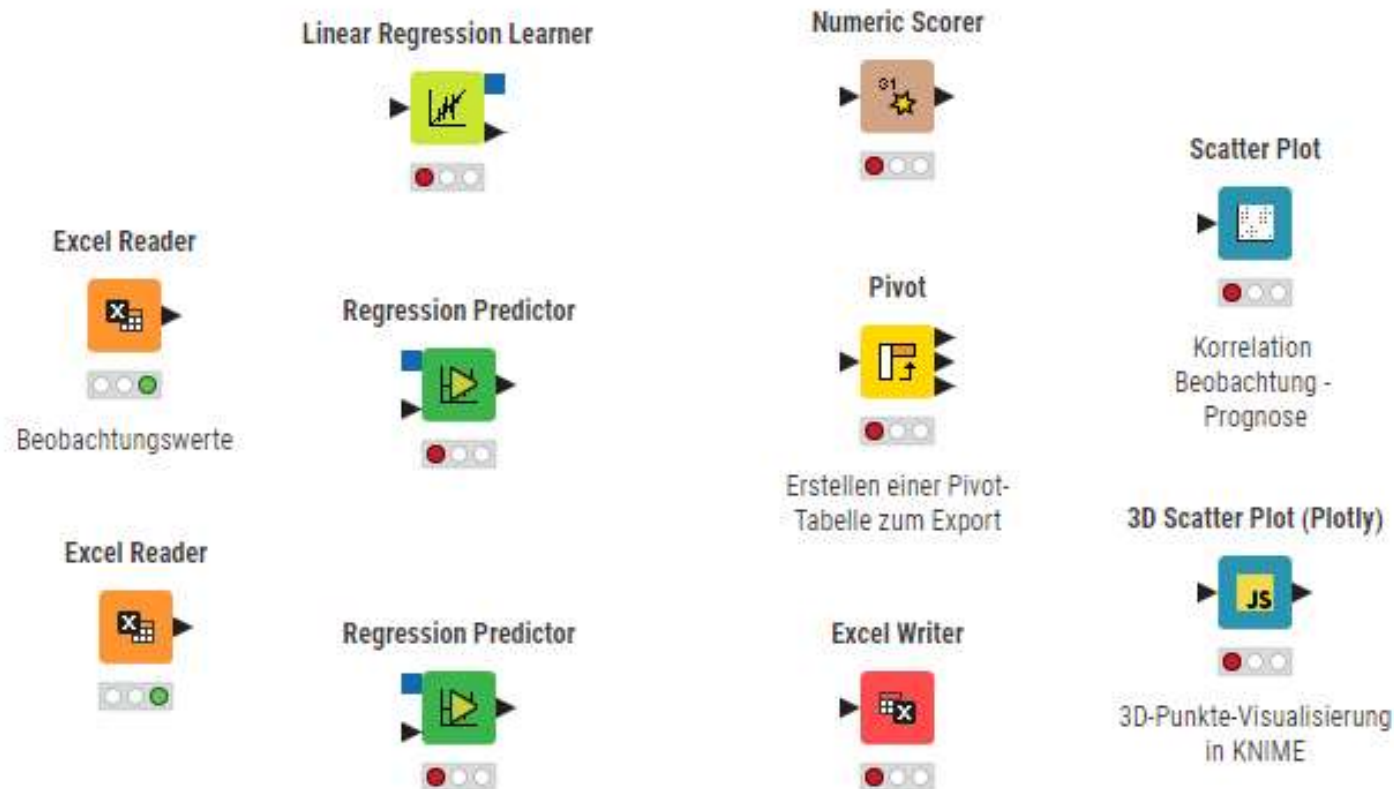 Linear Regression Learner
Numeric Scorer
Scatter Plot
Excel Reader
Regression Predictor
Pivot
Korrelation
Beobachtung -
Prognose
Beobachtungswerte
Erstellen einer Pivot-
Tabelle zum Export
3D Scatter Plot (Plotly)
JS
Excel Reader
Regression Predictor
Excel Writer
3D-Punkte-Visualisierung
in KNIME